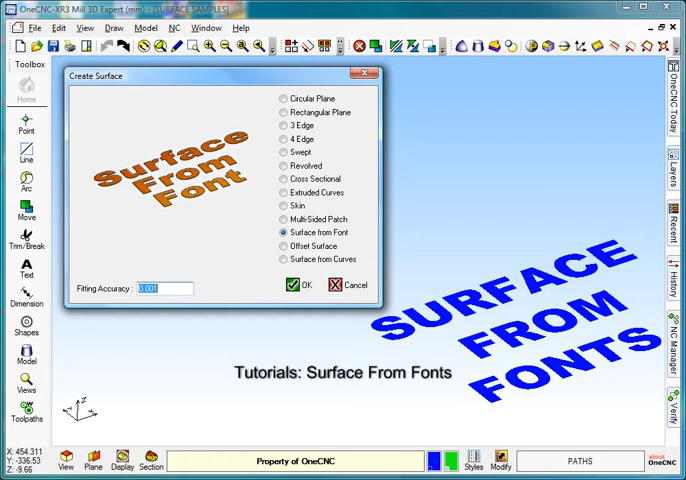 OneCNC-XR3 Mill 3D Expert (mm) - [SURFACE SAMPLES]
File Edit View Draw Model NC Window Help
Toolbox
Home
Point
Line
Arc
Move
Trim/Break
Text
Dimension
Shapes
Model
Views
Toolpaths
Create Surface
Surface
From
Font
Circular Plane
Rectangular Plane
3 Edge
4 Edge
Swept
Revolved
Cross Sectional
Extruded Curves
Skin
Multi-Sided Patch
Surface from Font
Offset Surface
Surface from Curves
Fitting Accuracy : 0.001
OK
Cancel
SURFACE
FROM
FONTS
Tutorials: Surface From Fonts
Z
OneCNC Today
Layers
Recent
History
NC Manager
Verify
X: 454.311
Y: -336.53
Z: -9.66
View
Plane
Display
Section
Property of OneCNC
Styles
Modify
PATHS
about
OneCNC